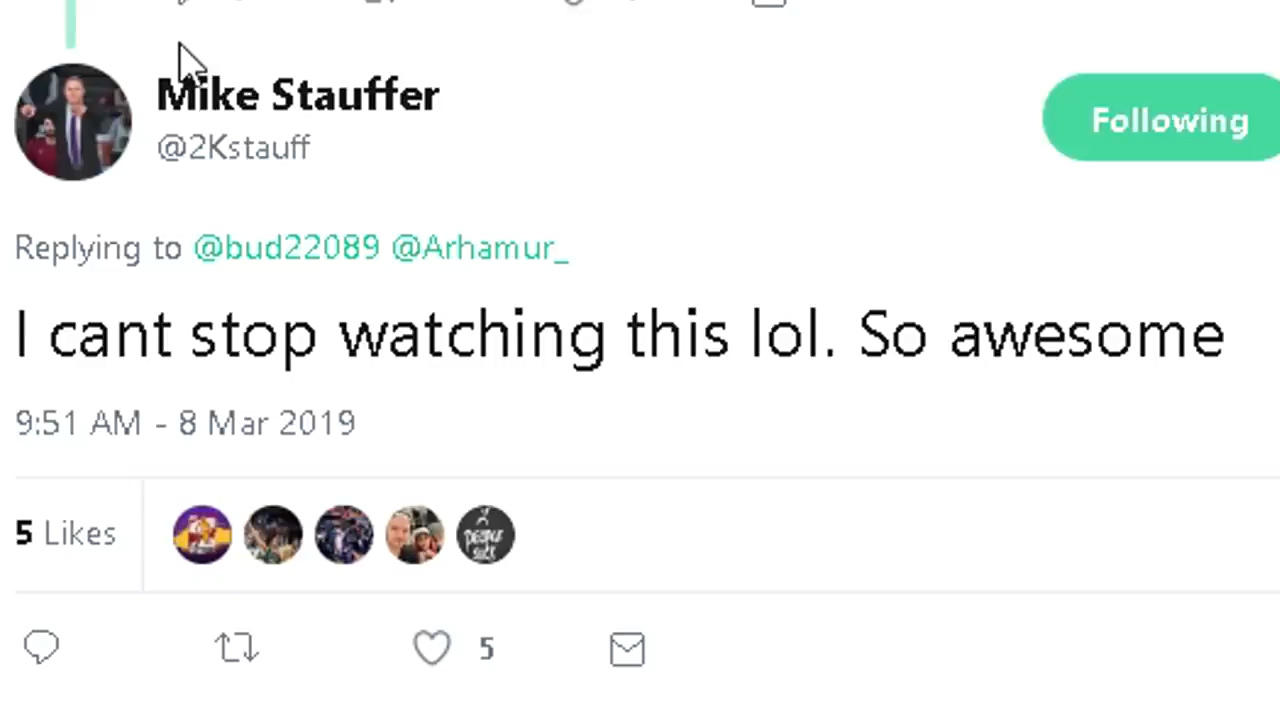 Mike Stauffer
@2Kstauff
Following
Replying to @bud22089 @Arhamur_
I cant stop watching this lol. So awesome
9:51 AM - 8 Mar 2019
5 Likes
people
5